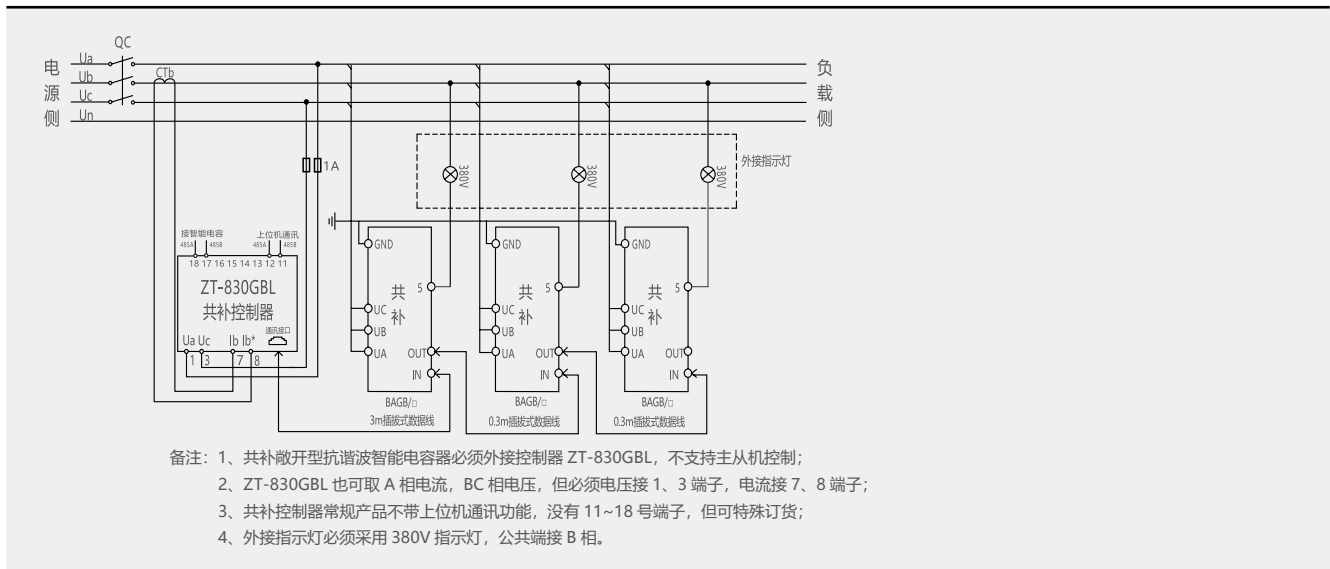 QC
电源侧
Ua
Ub
Uc
Un
CTb
负载侧
1A
380V
380V
380V
外接指示灯
接智能电容
上位机通讯
485A 485B
485A 485B
18 17 16 15 14 13 12 11
ZT-830GBL
共补控制器
通讯接口
Ua Uc Ib Ib*
1 3 7 8
GND
共补
5
UC
UB
UA
OUT
IN
BAGB/□
3m插拔式数据线
GND
共补
5
UC
UB
UA
OUT
IN
BAGB/□
0.3m插拔式数据线
GND
共补
5
UC
UB
UA
OUT
IN
BAGB/□
0.3m插拔式数据线
备注：1、共补敞开型抗谐波智能电容器必须外接控制器 ZT-830GBL，不支持主从机控制；
2、ZT-830GBL 也可取 A 相电流，BC 相电压，但必须电压接 1、3 端子，电流接 7、8 端子；
3、共补控制器常规产品不带上位机通讯功能，没有 11~18 号端子，但可特殊订货；
4、外接指示灯必须采用 380V 指示灯，公共端接 B 相。